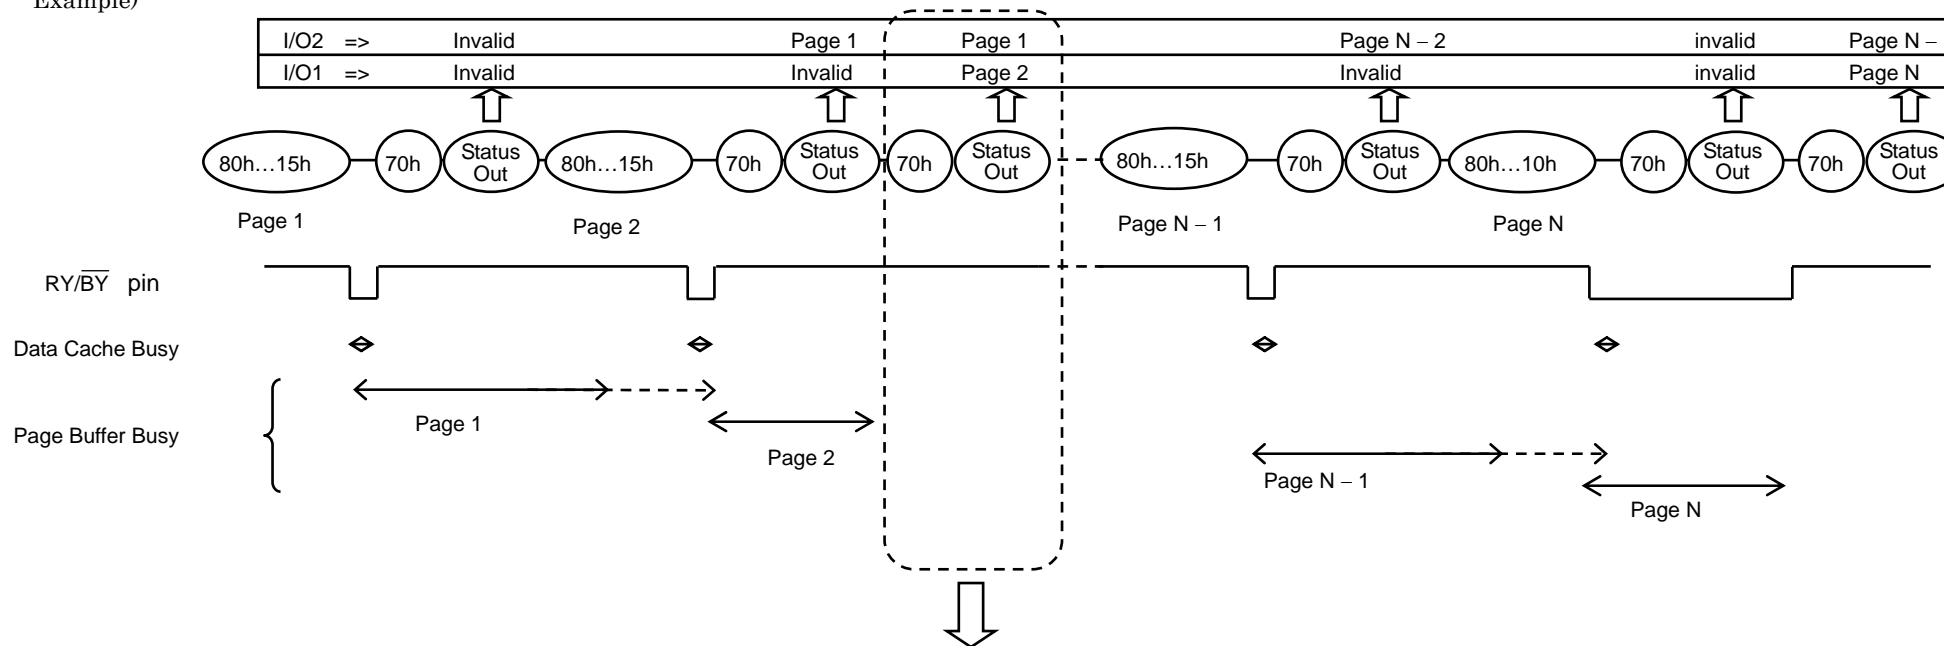 Example)
I/O2 => Invalid Page 1 Page 1 Page N – 2 invalid Page N –
I/O1 => Invalid Invalid Page 2 Invalid invalid Page N
80h…15h 70h Status Out 80h…15h 70h Status Out 70h Status Out 80h…15h 70h Status Out 80h…10h 70h Status Out 70h Status Out
Page 1 Page 2 Page N – 1 Page N
RY/BY pin
Data Cache Busy
Page Buffer Busy
Page 1
Page 2
Page N – 1
Page N